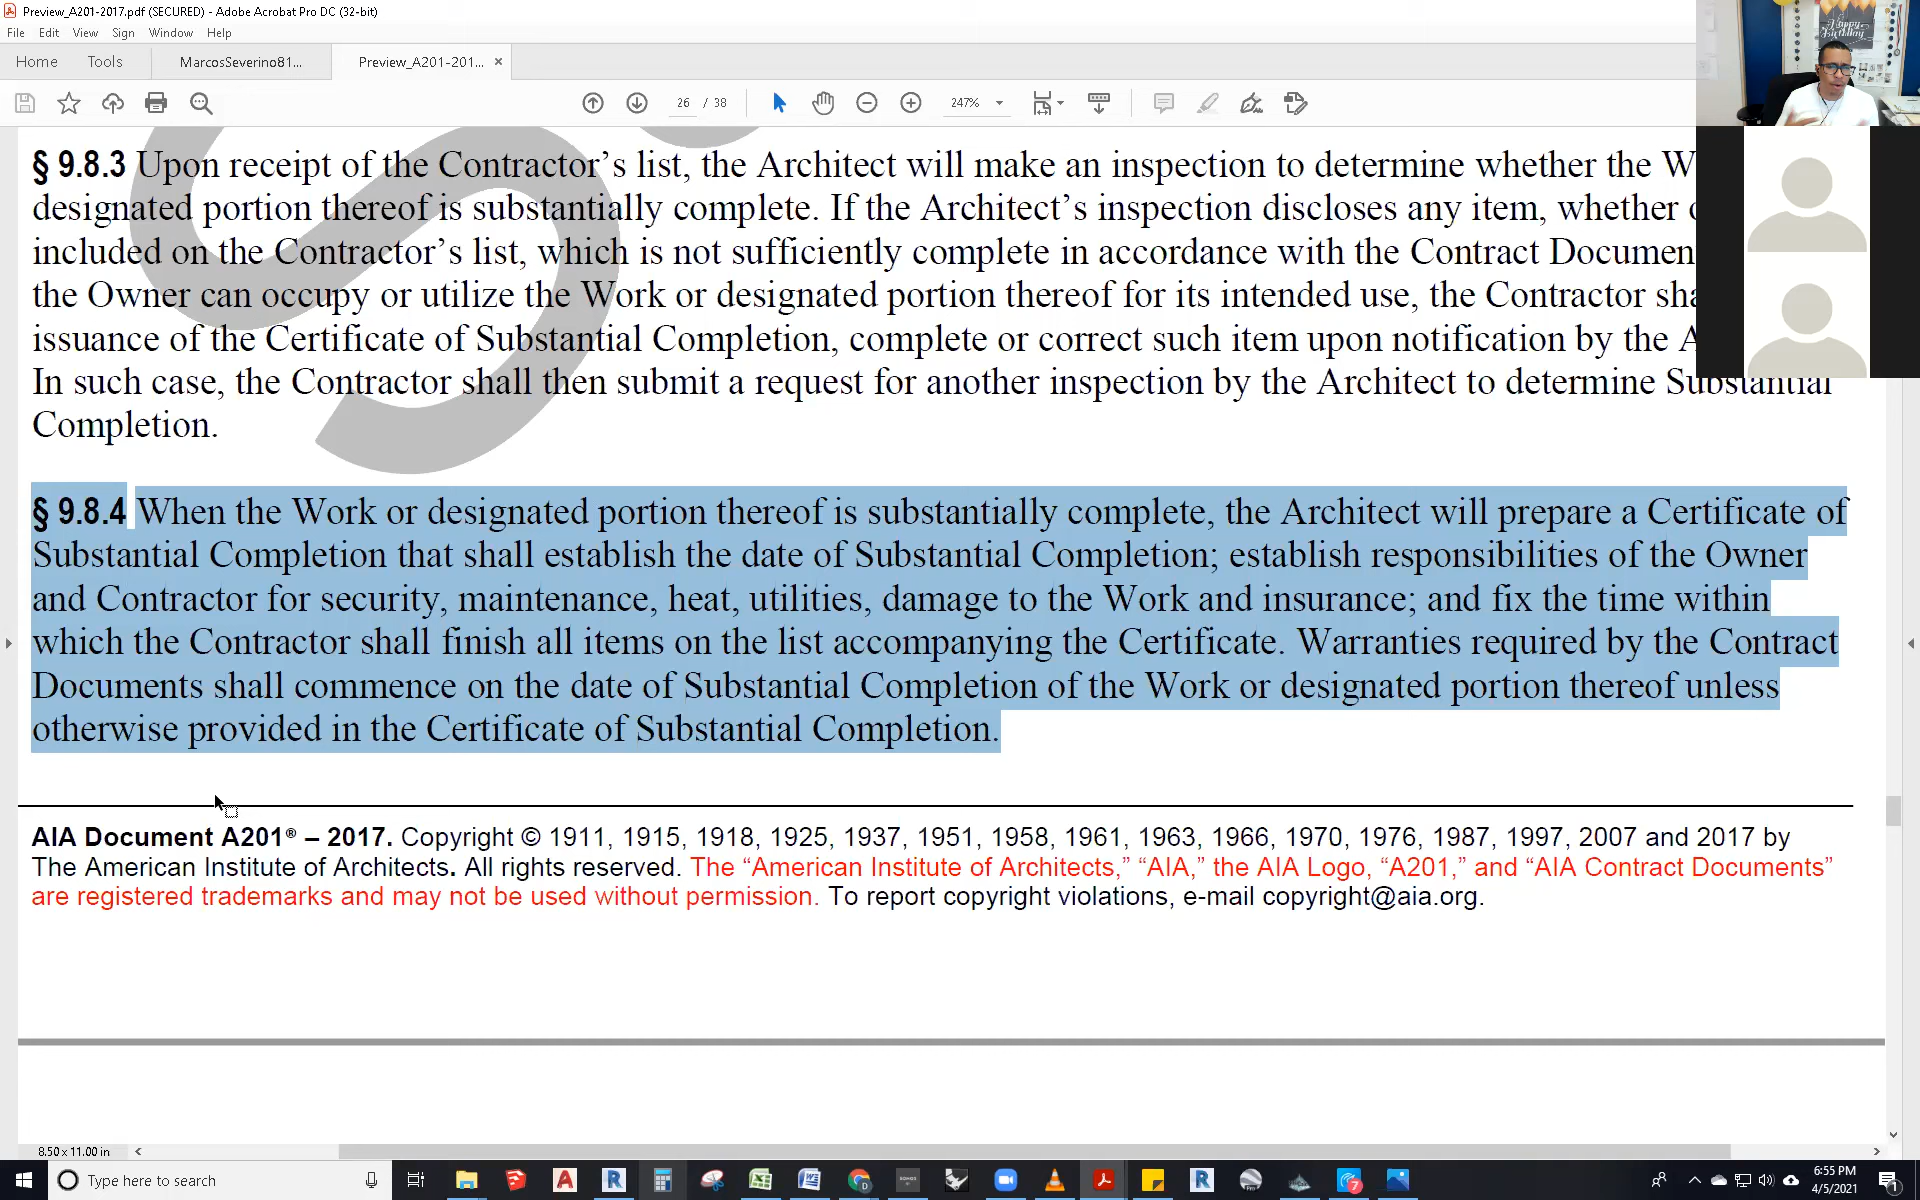 Preview_A201-2017.pdf (SECURED) - Adobe Acrobat Pro DC (32-bit)
File Edit View Sign Window Help
Home Tools MarcosSeverino81... Preview_A201-201... ×
26 / 38 247%
Happy Birthday
§ 9.8.3 Upon receipt of the Contractor’s list, the Architect will make an inspection to determine whether the W
designated portion thereof is substantially complete. If the Architect’s inspection discloses any item, whether
included on the Contractor’s list, which is not sufficiently complete in accordance with the Contract Documen
the Owner can occupy or utilize the Work or designated portion thereof for its intended use, the Contractor sha
issuance of the Certificate of Substantial Completion, complete or correct such item upon notification by the A
In such case, the Contractor shall then submit a request for another inspection by the Architect to determine Substantial
Completion.
§ 9.8.4 When the Work or designated portion thereof is substantially complete, the Architect will prepare a Certificate of
Substantial Completion that shall establish the date of Substantial Completion; establish responsibilities of the Owner
and Contractor for security, maintenance, heat, utilities, damage to the Work and insurance; and fix the time within
which the Contractor shall finish all items on the list accompanying the Certificate. Warranties required by the Contract
Documents shall commence on the date of Substantial Completion of the Work or designated portion thereof unless
otherwise provided in the Certificate of Substantial Completion.
AIA Document A201® – 2017. Copyright © 1911, 1915, 1918, 1925, 1937, 1951, 1958, 1961, 1963, 1966, 1970, 1976, 1987, 1997, 2007 and 2017 by
The American Institute of Architects. All rights reserved. The “American Institute of Architects,” “AIA,” the AIA Logo, “A201,” and “AIA Contract Documents”
are registered trademarks and may not be used without permission. To report copyright violations, e-mail copyright@aia.org.
8.50 x 11.00 in
Type here to search
6:55 PM
4/5/2021